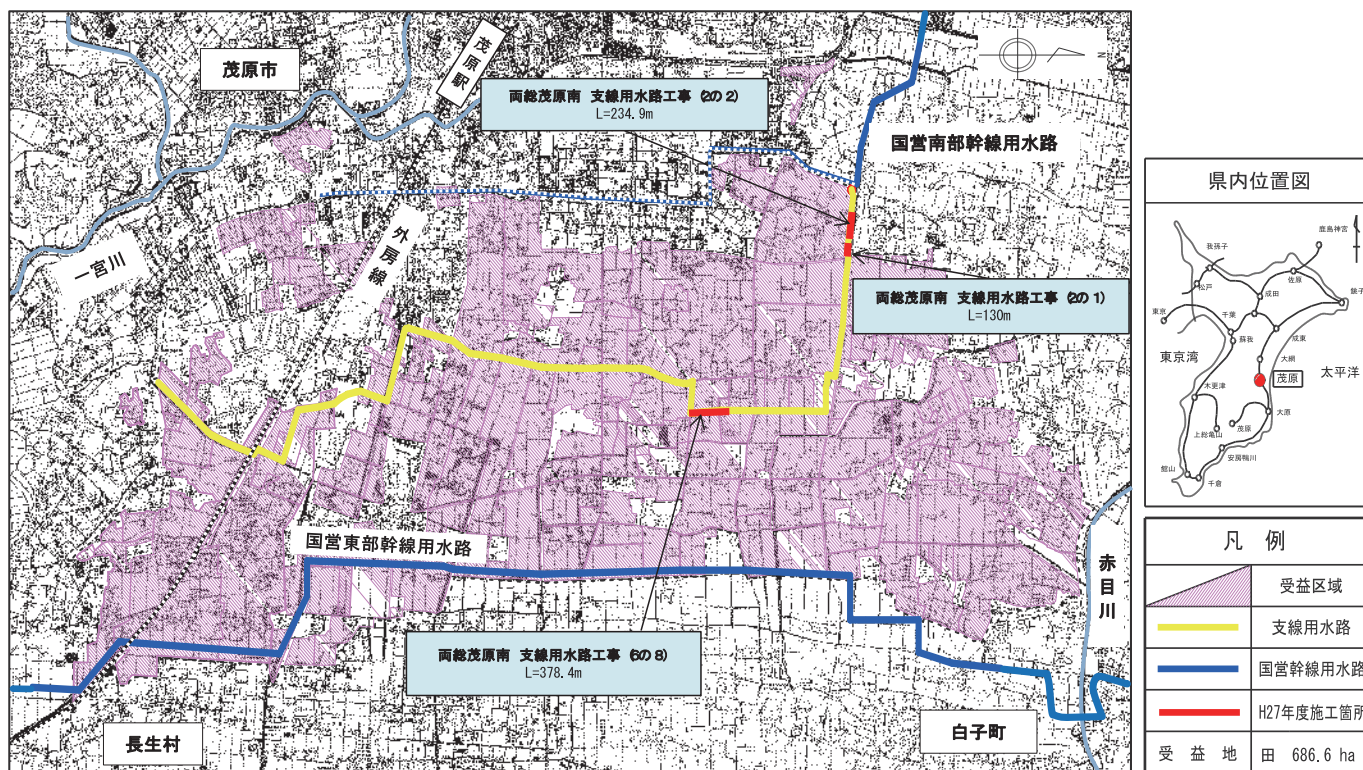 茂原市
茂原駅
両総茂原南 支線用水路工事 (2の2)
L=234.9m
国営南部幹線用水路
N
一宮川
外房線
両総茂原南 支線用水路工事 (2の1)
L=130m
国営東部幹線用水路
両総茂原南 支線用水路工事 (6の8)
L=378.4m
赤目川
長生村
白子町
県内位置図
鹿島神宮
我孫子
佐原
松戸
成田
銚子
東京
千葉
蘇我
成東
東京湾
大網
太平洋
茂原
木更津
大原
上総亀山
茂原
安房鴨川
館山
千倉
凡 例
受益区域
支線用水路
国営幹線用水路
H27年度施工箇所
受 益 地
田 686.6 ha